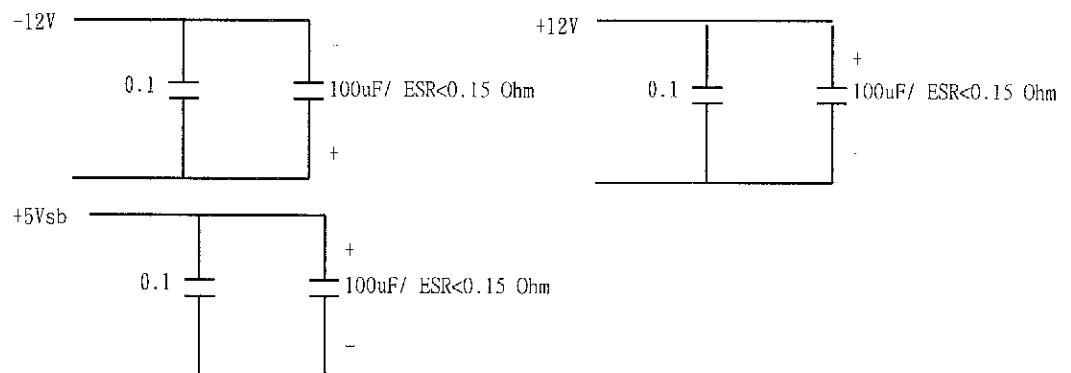 -12V
-
0.1
100uF/ ESR<0.15 Ohm
+
+12V
+
0.1
100uF/ ESR<0.15 Ohm
-
+5Vsb
+
0.1
100uF/ ESR<0.15 Ohm
-